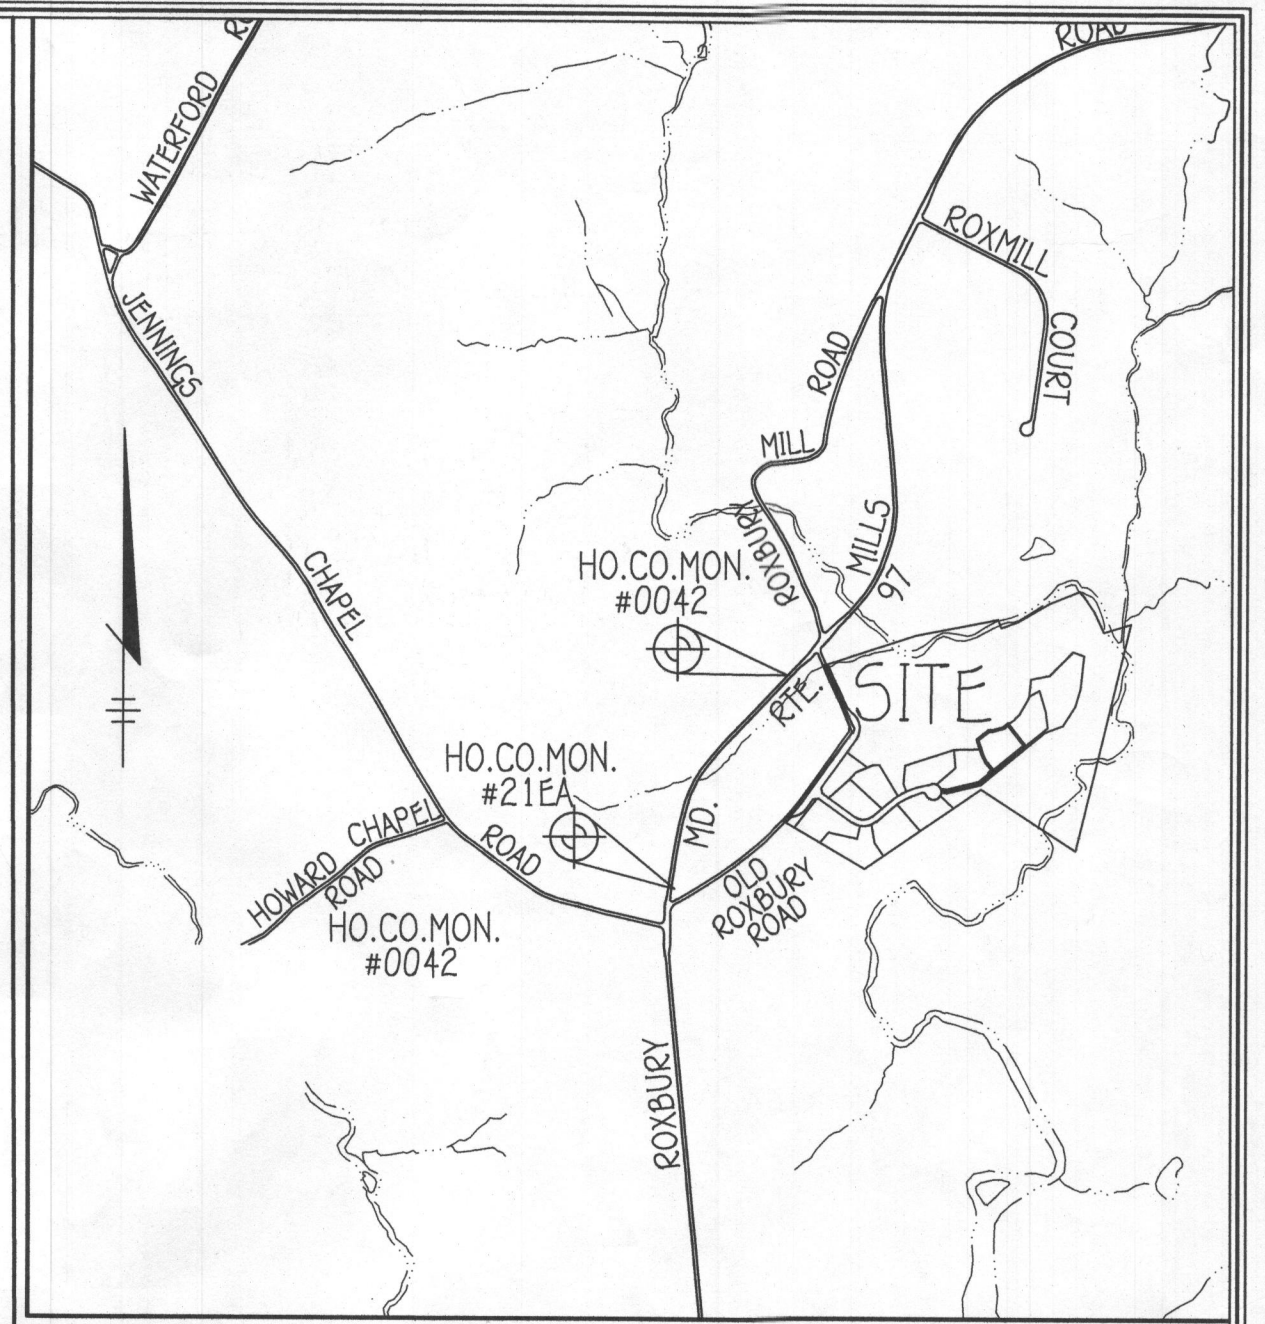 ROAD
WATERFORD
ROXMILL
COURT
JENNINGS
ROAD
MILL
ROXBURY
MILLS
97
CHAPEL
HO.CO.MON.
#0042
SITE
RTE.
MD.
HO.CO.MON.
#21EA
HOWARD CHAPEL
ROAD
ROAD
OLD
ROXBURY
ROAD
HO.CO.MON.
#0042
ROXBURY